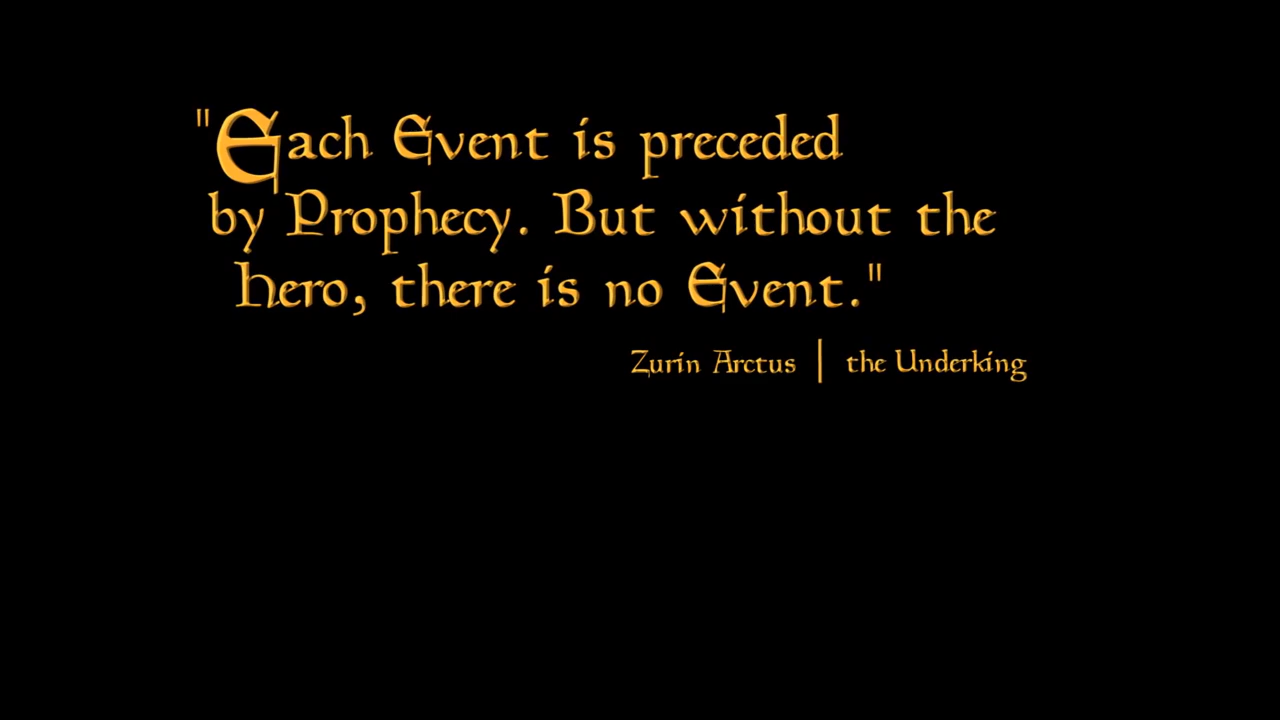 "Each Event is preceded
by Prophecy. But without the
hero, there is no Event."
Zurin Arctus | the Underking